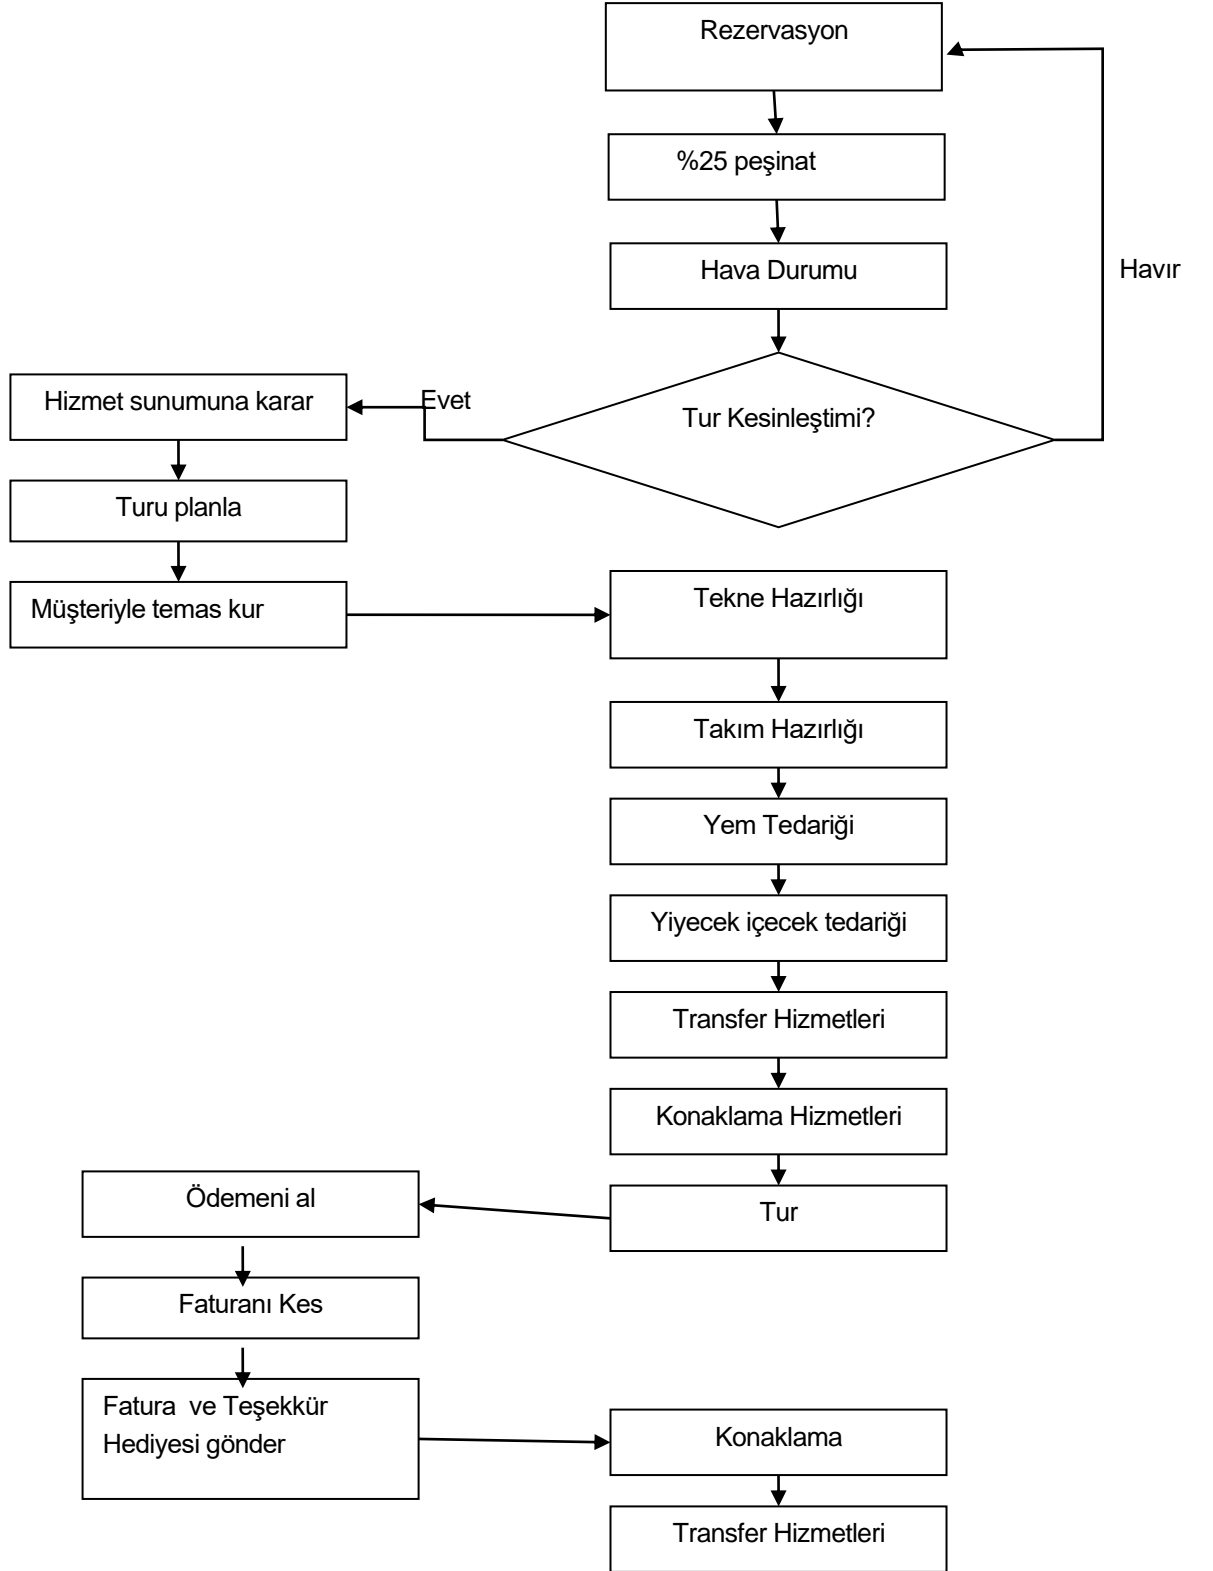 Rezervasyon
%25 peşinat
Hava Durumu
Havır
Evet
Tur Kesinleştimi?
Hizmet sunumuna karar
Turu planla
Müşteriyle temas kur
Tekne Hazırlığı
Takım Hazırlığı
Yem Tedariği
Yiyecek içecek tedariği
Transfer Hizmetleri
Konaklama Hizmetleri
Tur
Ödemeni al
Faturanı Kes
Fatura  ve Teşekkür
Hediyesi gönder
Konaklama
Transfer Hizmetleri